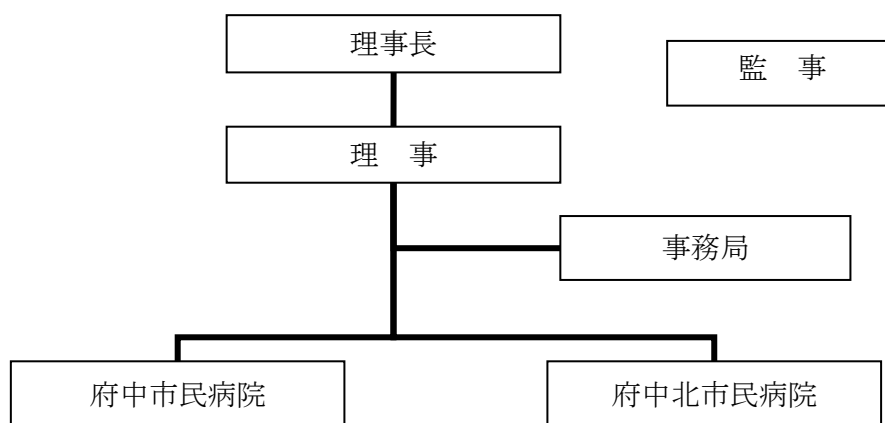 理事長
監　事
理　事
事務局
府中市民病院
府中北市民病院